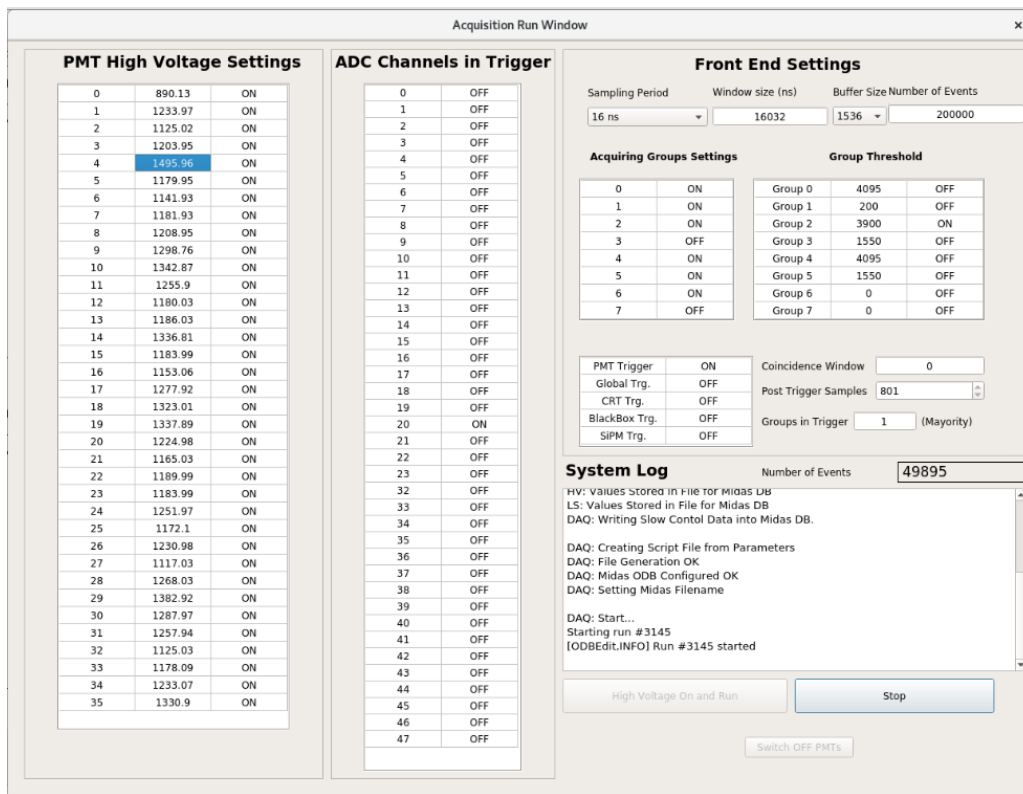 Acquisition Run Window ×
PMT High Voltage Settings
0 890.13 ON
1 1233.97 ON
2 1125.02 ON
3 1203.95 ON
4 1495.96 ON
5 1179.95 ON
6 1141.93 ON
7 1181.93 ON
8 1208.95 ON
9 1298.76 ON
10 1342.87 ON
11 1255.9 ON
12 1180.03 ON
13 1186.03 ON
14 1336.81 ON
15 1183.99 ON
16 1153.06 ON
17 1277.92 ON
18 1323.01 ON
19 1337.89 ON
20 1224.98 ON
21 1165.03 ON
22 1189.99 ON
23 1183.99 ON
24 1251.97 ON
25 1172.1 ON
26 1230.98 ON
27 1117.03 ON
28 1268.03 ON
29 1382.92 ON
30 1287.97 ON
31 1257.94 ON
32 1125.03 ON
33 1178.09 ON
34 1233.07 ON
35 1330.9 ON
ADC Channels in Trigger
0 OFF
1 OFF
2 OFF
3 OFF
4 OFF
5 OFF
6 OFF
7 OFF
8 OFF
9 OFF
10 OFF
11 OFF
12 OFF
13 OFF
14 OFF
15 OFF
16 OFF
17 OFF
18 OFF
19 OFF
20 ON
21 OFF
22 OFF
23 OFF
32 OFF
33 OFF
34 OFF
35 OFF
36 OFF
37 OFF
38 OFF
39 OFF
40 OFF
41 OFF
42 OFF
43 OFF
44 OFF
45 OFF
46 OFF
47 OFF
Front End Settings
Sampling Period Window size (ns) Buffer Size Number of Events
16 ns 16032 1536 200000
Acquiring Groups Settings
0 ON
1 ON
2 ON
3 OFF
4 ON
5 ON
6 ON
7 OFF
Group Threshold
Group 0 4095 OFF
Group 1 200 OFF
Group 2 3900 ON
Group 3 1550 OFF
Group 4 4095 OFF
Group 5 1550 OFF
Group 6 0 OFF
Group 7 0 OFF
PMT Trigger ON
Global Trg. OFF
CRT Trg. OFF
BlackBox Trg. OFF
SiPM Trg. OFF
Coincidence Window 0
Post Trigger Samples 801
Groups in Trigger 1 (Mayority)
System Log Number of Events 49895
HV: Values Stored in File for Midas DB
LS: Values Stored in File for Midas DB
DAQ: Writing Slow Contol Data into Midas DB.
DAQ: Creating Script File from Parameters
DAQ: File Generation OK
DAQ: Midas ODB Configured OK
DAQ: Setting Midas Filename
DAQ: Start...
Starting run #3145
[ODBEdit,INFO] Run #3145 started
High Voltage On and Run Stop
Switch OFF PMTs